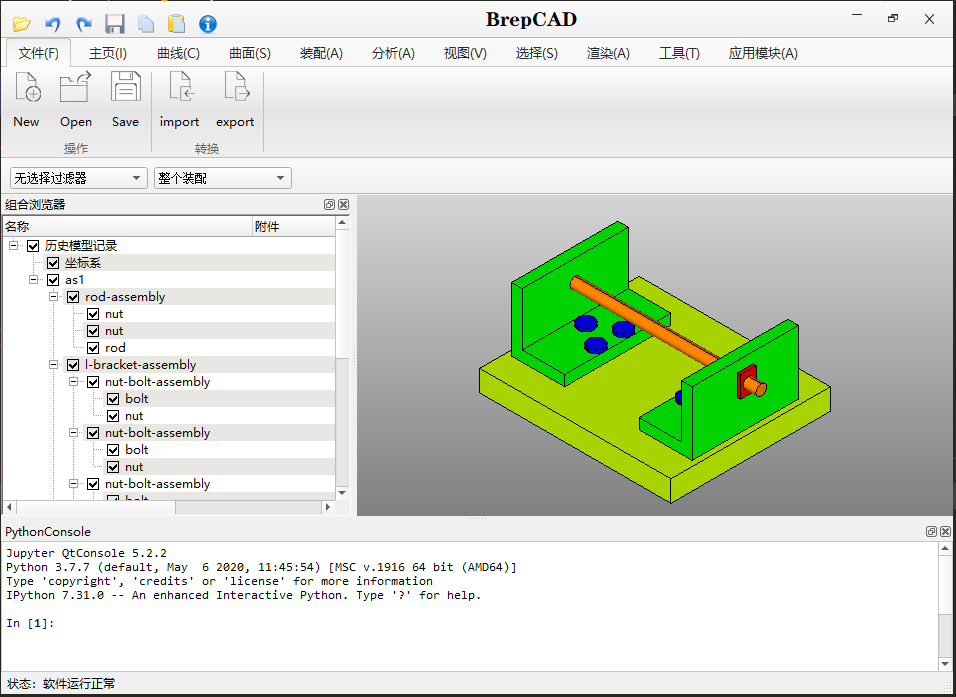 BrepCAD
文件(F) 主页(I) 曲线(C) 曲面(S) 装配(A) 分析(A) 视图(V) 选择(S) 渲染(A) 工具(T) 应用模块(A)
New Open Save import export
操作 转换
无选择过滤器 整个装配
组合浏览器
名称 附件
历史模型记录
坐标系
as1
rod-assembly
nut
nut
rod
l-bracket-assembly
nut-bolt-assembly
bolt
nut
nut-bolt-assembly
bolt
nut
nut-bolt-assembly
bolt
PythonConsole
Jupyter QtConsole 5.2.2
Python 3.7.7 (default, May  6 2020, 11:45:54) [MSC v.1916 64 bit (AMD64)]
Type 'copyright', 'credits' or 'license' for more information
IPython 7.31.0 -- An enhanced Interactive Python. Type '?' for help.
In [1]:
状态：软件运行正常